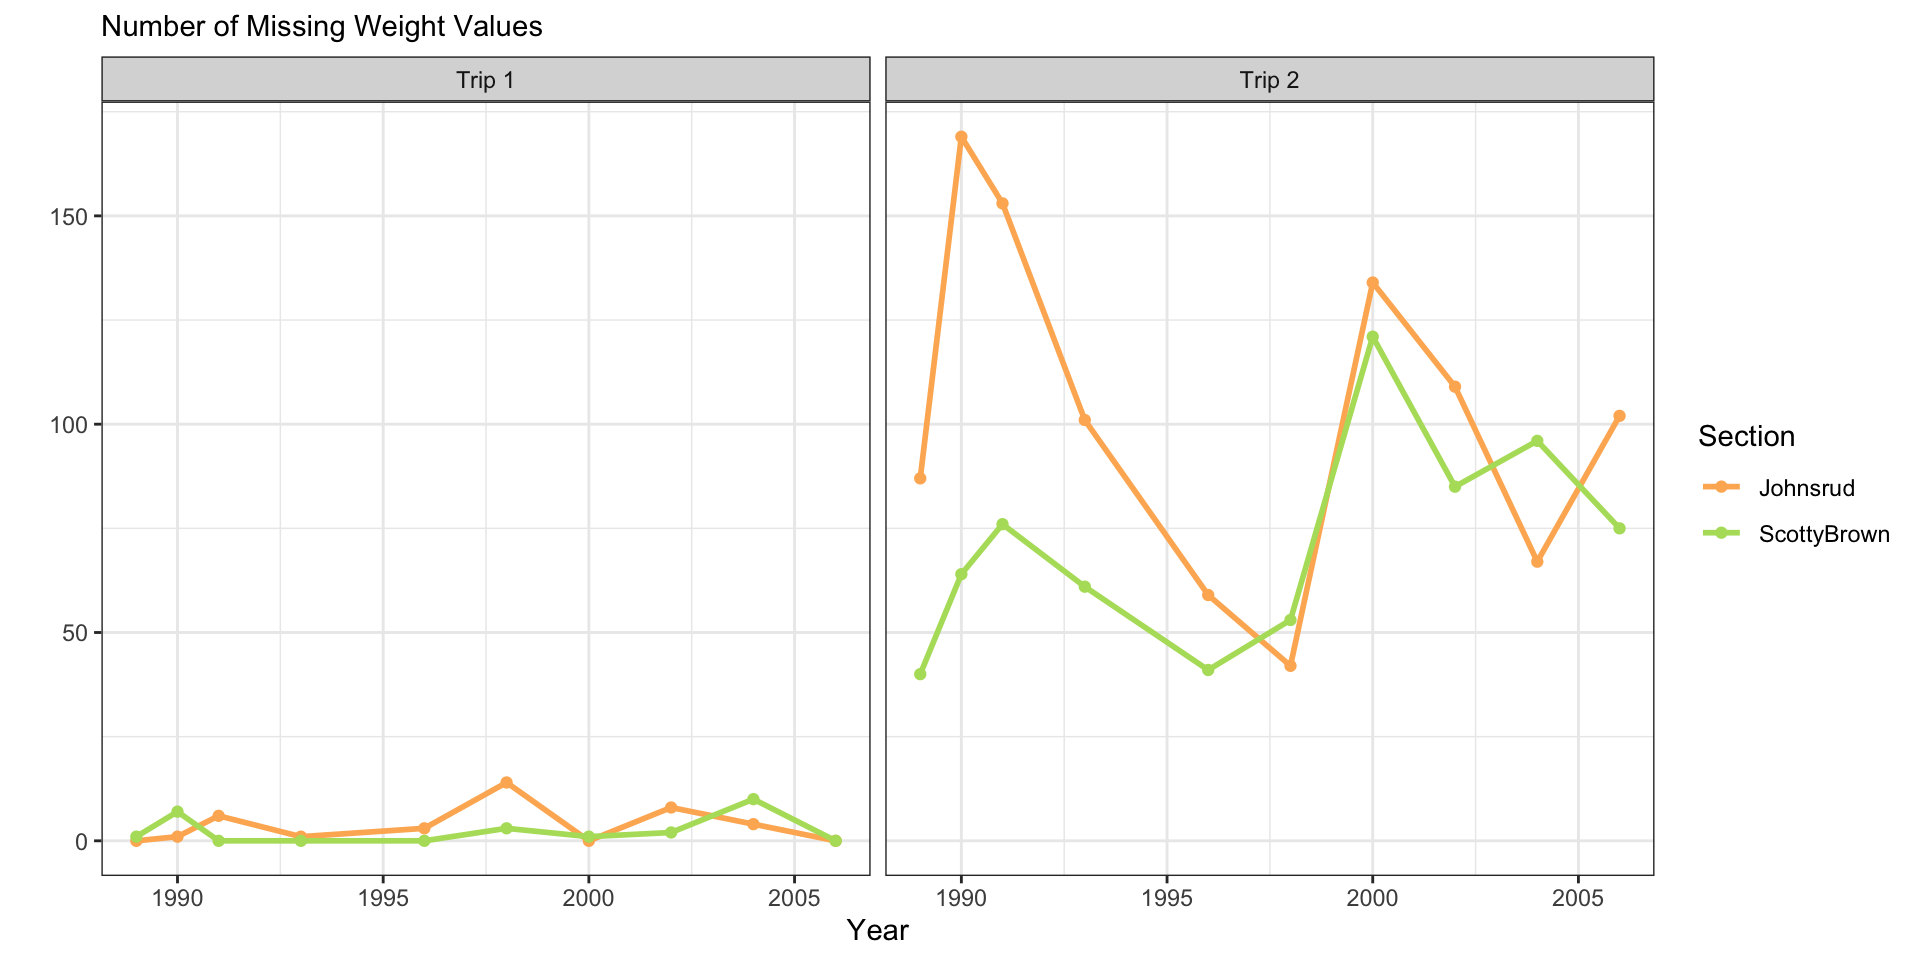 Number of Missing Weight Values
Trip 1
Trip 2
150
100
50
0
1990
1995
2000
2005
1990
1995
2000
2005
Year
Section
Johnsrud
ScottyBrown